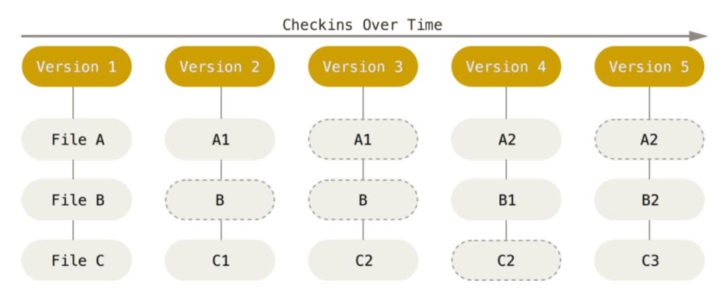 Checkins Over Time
Version 1 Version 2 Version 3 Version 4 Version 5
File A A1 A1 A2 A2
File B B B B1 B2
File C C1 C2 C2 C3